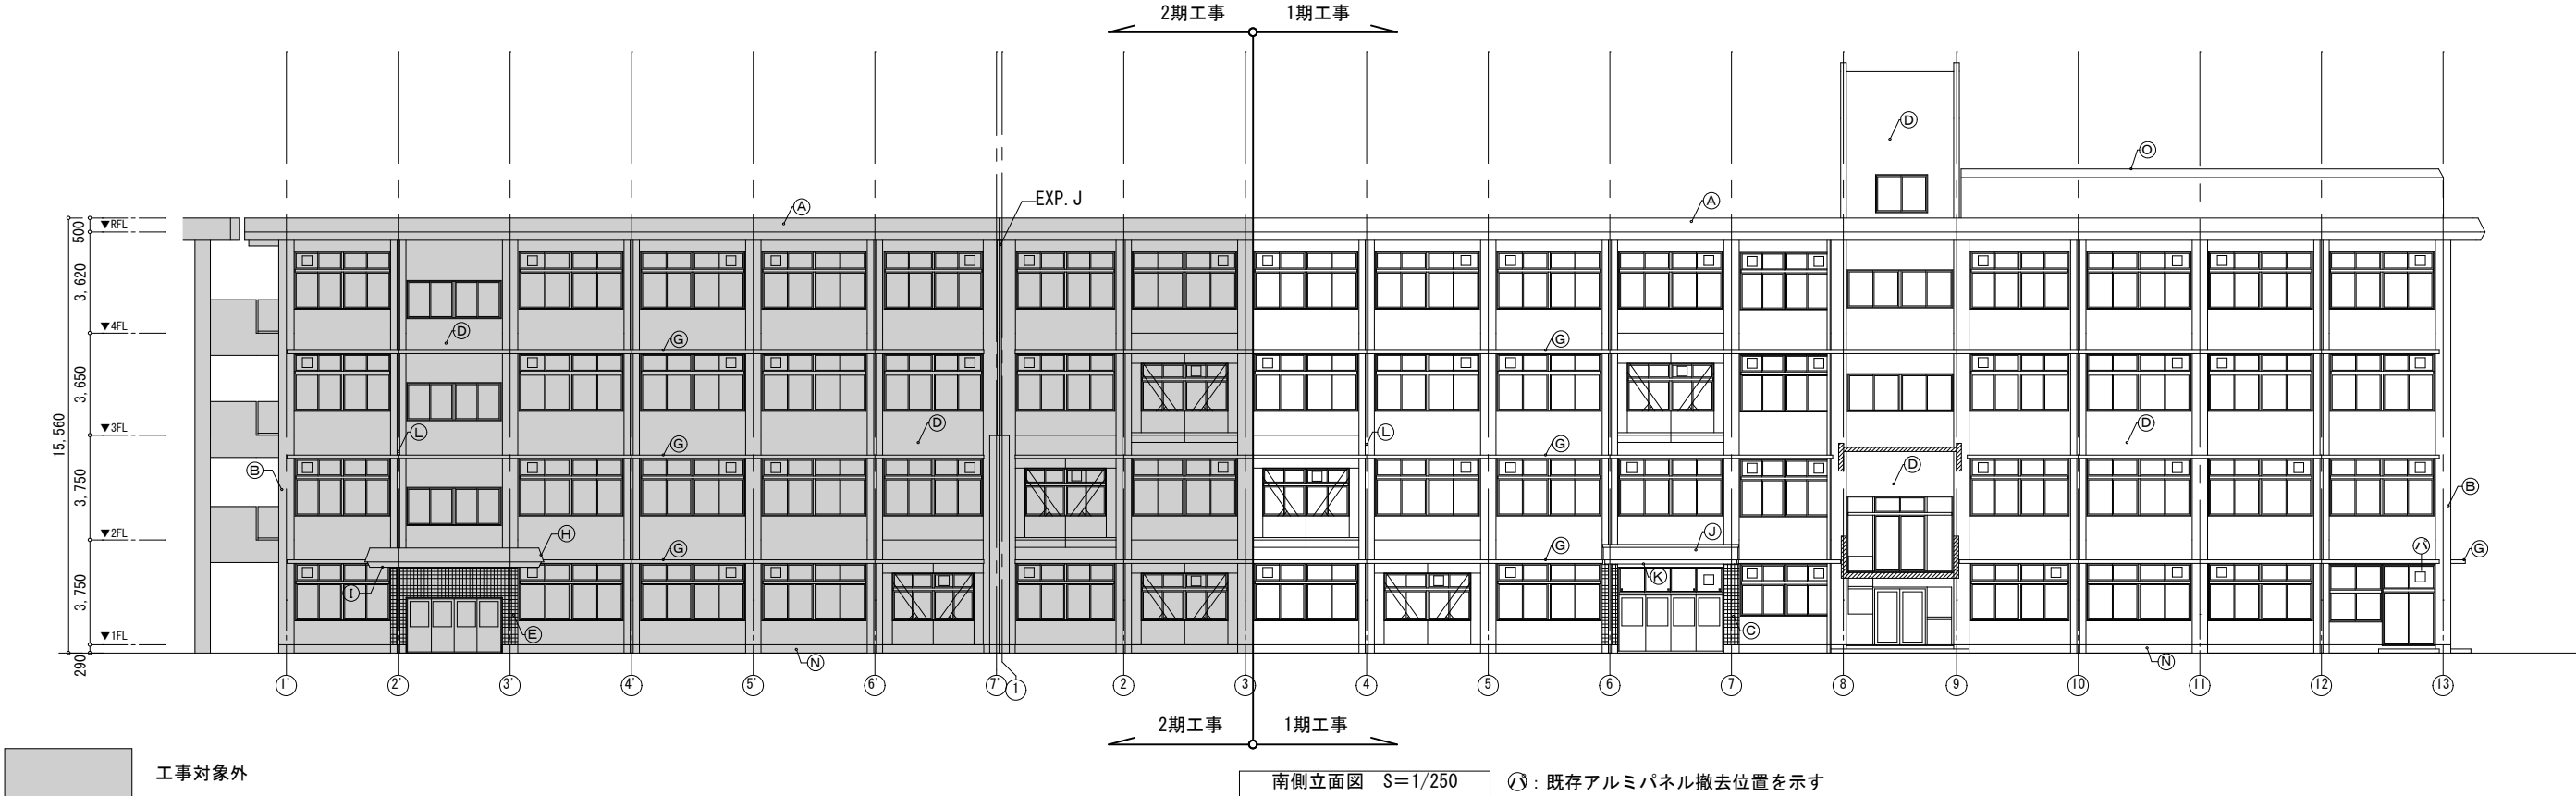 2期工事 1期工事
Ⓓ
Ⓞ
EXP. J
Ⓐ Ⓐ
▼RFL
500
3,620
▼4FL
Ⓓ Ⓖ Ⓖ
3,650
15,560
▼3FL
Ⓛ Ⓖ Ⓓ Ⓛ Ⓖ Ⓓ
Ⓑ Ⓓ Ⓑ
3,750
▼2FL
Ⓗ Ⓖ Ⓖ Ⓙ パ Ⓖ
Ⓘ Ⓚ
3,750
▼1FL
Ⓔ Ⓒ
290
Ⓝ Ⓝ
1' 2' 3' 4' 5' 6' 7' 1 2 3 4 5 6 7 8 9 10 11 12 13
2期工事 1期工事
工事対象外
南側立面図 S=1/250
パ : 既存アルミパネル撤去位置を示す